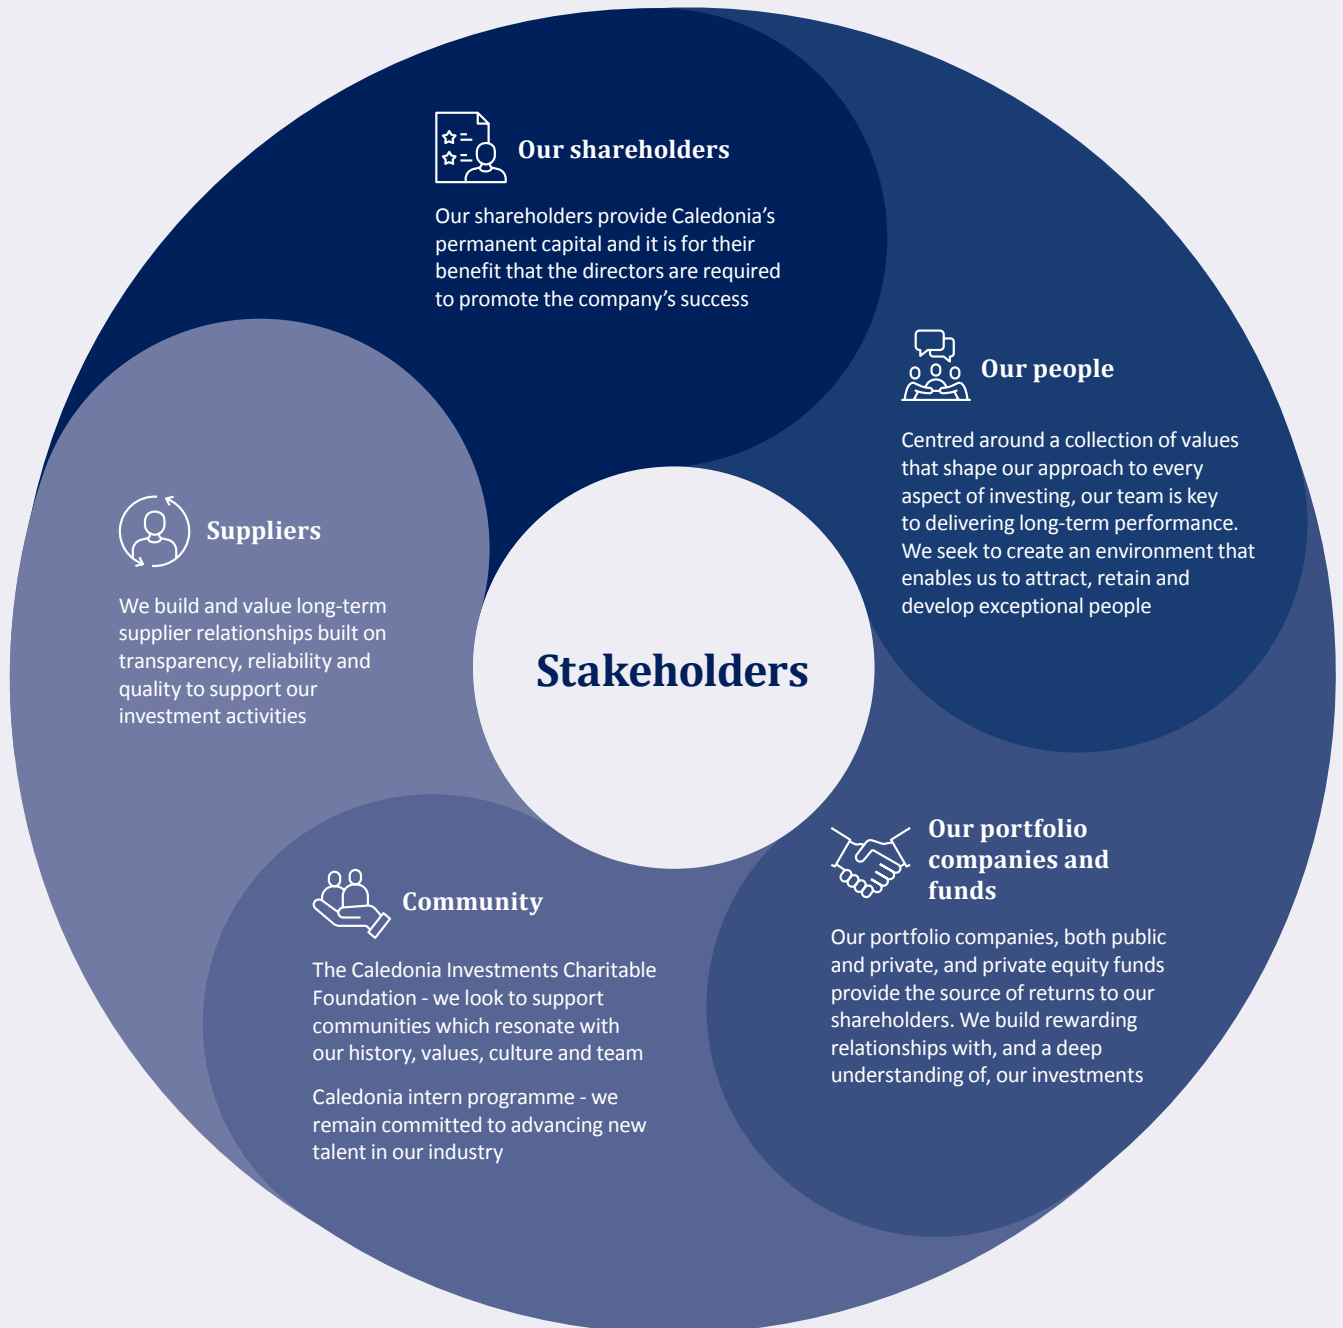 Our shareholders
Our shareholders provide Caledonia’s
permanent capital and it is for their
benefit that the directors are required
to promote the company’s success
Our people
Centred around a collection of values
that shape our approach to every
aspect of investing, our team is key
to delivering long-term performance.
We seek to create an environment that
enables us to attract, retain and
develop exceptional people
Our portfolio
companies and
funds
Our portfolio companies, both public
and private, and private equity funds
provide the source of returns to our
shareholders. We build rewarding
relationships with, and a deep
understanding of, our investments
Community
The Caledonia Investments Charitable
Foundation - we look to support
communities which resonate with
our history, values, culture and team
Caledonia intern programme - we
remain committed to advancing new
talent in our industry
Suppliers
We build and value long-term
supplier relationships built on
transparency, reliability and
quality to support our
investment activities
Stakeholders